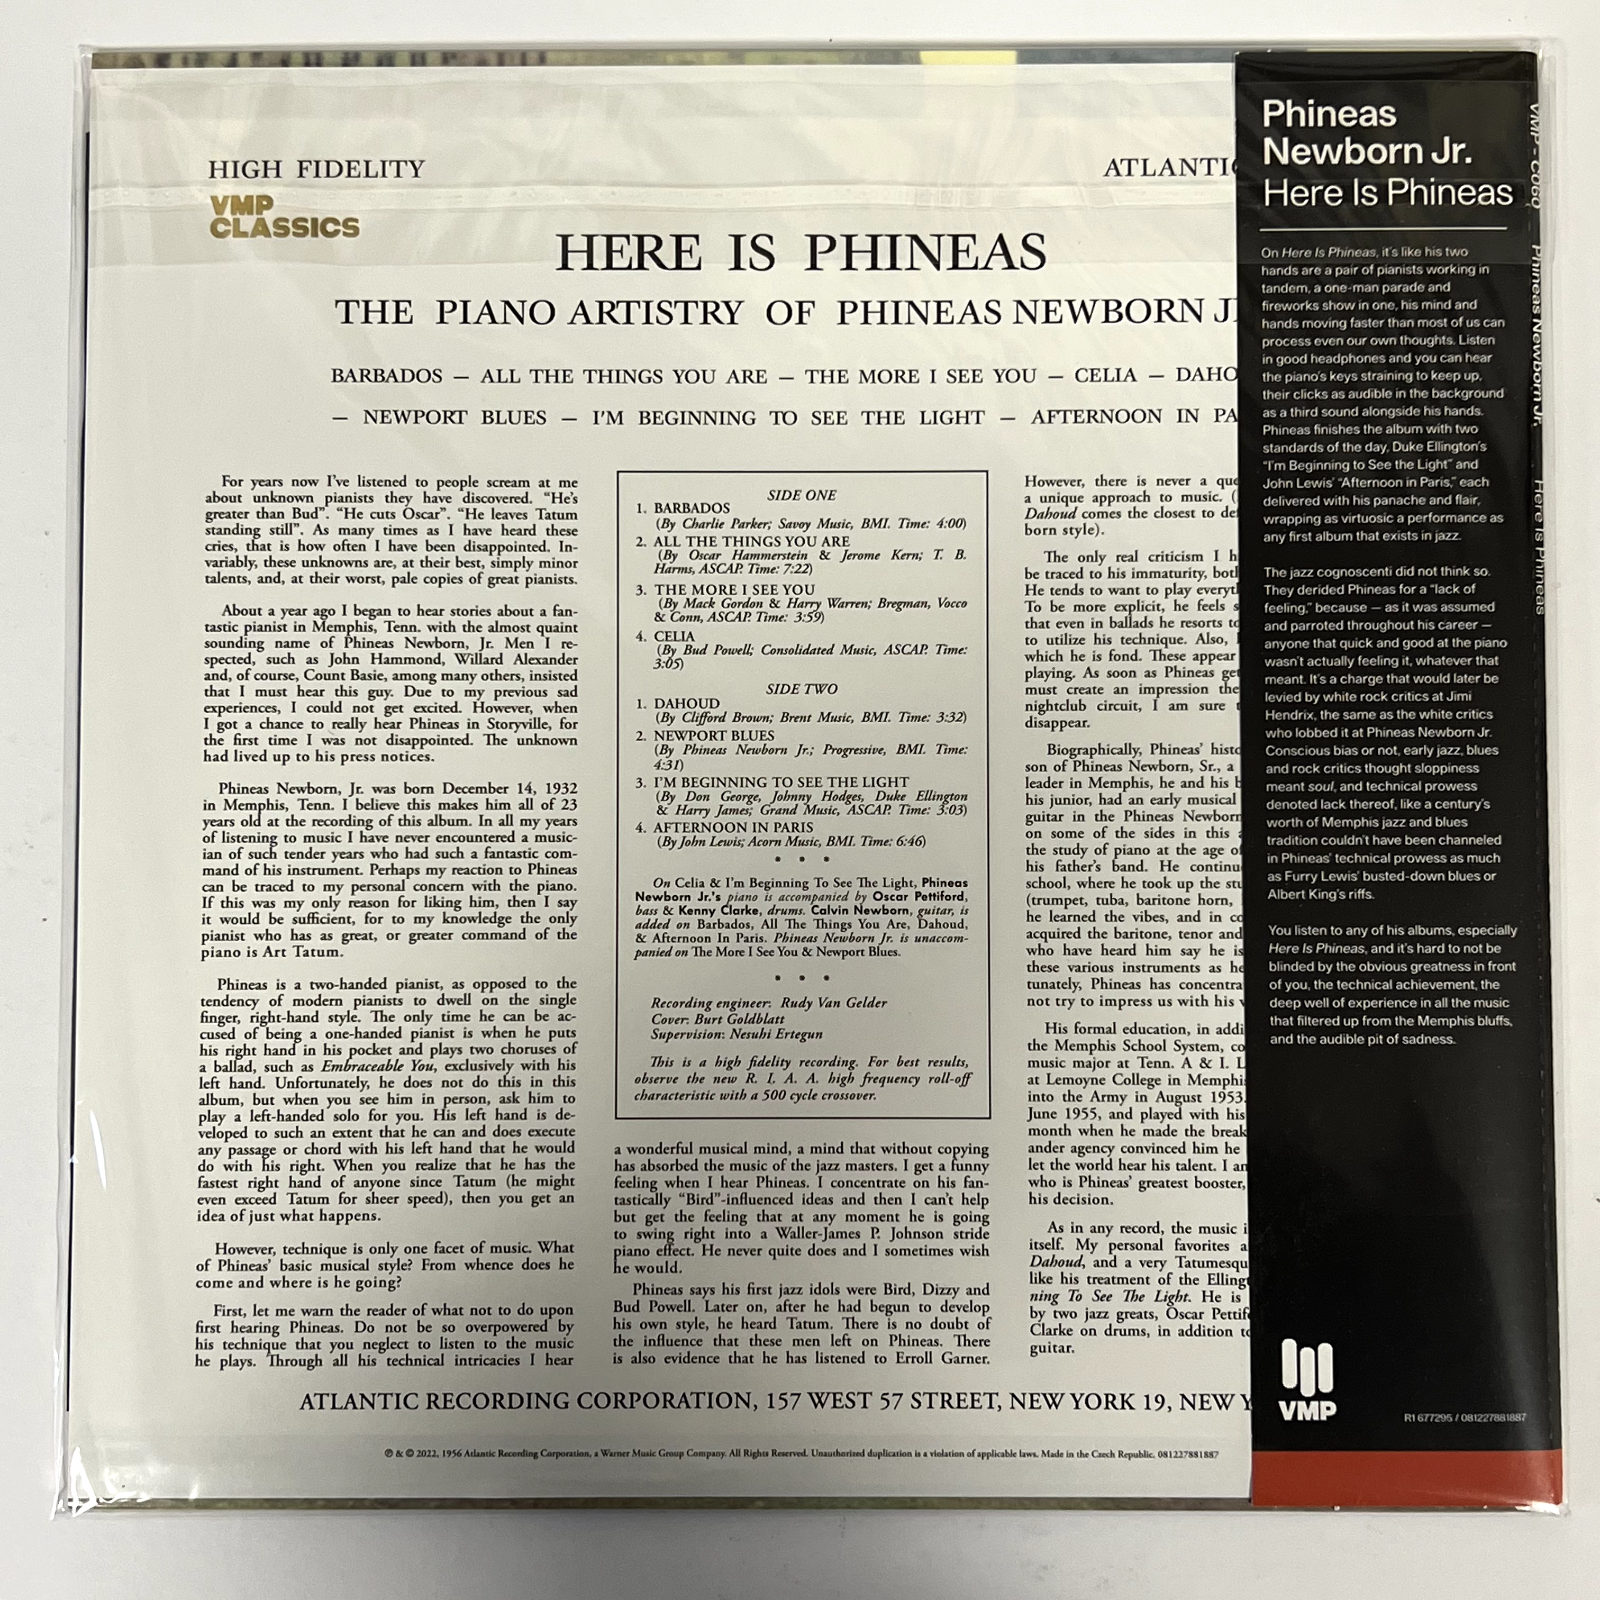 HIGH FIDELITY
ATLANTIC
VMP
CLASSICS
HERE IS PHINEAS
THE PIANO ARTISTRY OF PHINEAS NEWBORN
BARBADOS — ALL THE THINGS YOU ARE — THE MORE I SEE YOU — CELIA —
— NEWPORT BLUES — I'M BEGINNING TO SEE THE LIGHT — AFTERNOON IN
For years now I've listened to people scream at me
about unknown pianists they have discovered. "He's
greater than Bud". "He cuts Oscar". "He leaves Tatum
standing still". As many times as I have heard these
cries, that is how often I have been disappointed. In-
variably, these unknowns are, at their best, simply minor
talents, and, at their worst, pale copies of great pianists.
About a year ago I began to hear stories about a fan-
tastic pianist in Memphis, Tenn. with the almost quaint
sounding name of Phineas Newborn, Jr. Men I re-
spected, such as John Hammond, Willard Alexander
and, of course, Count Basie, among many others, insisted
that I must hear this guy. Due to my previous sad
experiences, I could not get excited. However, when
I got a chance to really hear Phineas in Storyville, for
the first time I was not disappointed. The unknown
had lived up to his press notices.
Phineas Newborn, Jr. was born December 14, 1932
in Memphis, Tenn. I believe this makes him all of 23
years old at the recording of this album. In all my years
of listening to music I have never encountered a music-
ian of such tender years who had such a fantastic com-
mand of his instrument. Perhaps my reaction to Phineas
can be traced to my personal concern with the piano.
If this was my only reason for liking him, then I say
it would be sufficient, for to my knowledge the only
pianist who has as great, or greater command of the
piano is Art Tatum.
Phineas is a two-handed pianist, as opposed to the
tendency of modern pianists to dwell on the single
finger, right-hand style. The only time he can be ac-
cused of being a one-handed pianist is when he puts
his right hand in his pocket and plays two choruses of
a ballad, such as Embraceable You, exclusively with his
left hand. Unfortunately, he does not do this in this
album, but when you see him in person, ask him to
play a left-handed solo for you. His left hand is de-
veloped to such an extent that he can and does execute
any passage or chord with his left hand that he would
do with his right. When you realize that he has the
fastest right hand of anyone since Tatum (he might
even exceed Tatum for sheer speed), then you get an
idea of just what happens.
However, technique is only one facet of music. What
of Phineas' basic musical style? From whence does he
come and where is he going?
First, let me warn the reader of what not to do upon
first hearing Phineas. Do not be so overpowered by
his technique that you neglect to listen to the music
he plays. Through all his technical intricacies I hear
SIDE ONE
1. BARBADOS
(By Charlie Parker; Savoy Music, BMI. Time: 4:00)
2. ALL THE THINGS YOU ARE
(By Oscar Hammerstein & Jerome Kern; T. B.
Harms, ASCAP. Time: 7:22)
3. THE MORE I SEE YOU
(By Mack Gordon & Harry Warren; Bregman, Vocco
& Conn, ASCAP. Time: 3:59)
4. CELIA
(By Bud Powell; Consolidated Music, ASCAP. Time:
3:05)
SIDE TWO
1. DAHOUD
(By Clifford Brown; Brent Music, BMI. Time: 3:32)
2. NEWPORT BLUES
(By Phineas Newborn Jr.; Progressive, BMI. Time:
4:31)
3. I'M BEGINNING TO SEE THE LIGHT
(By Don George, Johnny Hodges, Duke Ellington
& Harry James; Grand Music, ASCAP. Time: 3:03)
4. AFTERNOON IN PARIS
(By John Lewis; Acorn Music, BMI. Time: 6:46)
* * *
On Celia & I'm Beginning To See The Light, Phineas
Newborn Jr.'s piano is accompanied by Oscar Pettiford,
bass & Kenny Clarke, drums. Calvin Newborn, guitar, is
added on Barbados, All The Things You Are, Dahoud,
& Afternoon In Paris. Phineas Newborn Jr. is unaccom-
panied on The More I See You & Newport Blues.
* * *
Recording engineer: Rudy Van Gelder
Cover: Burt Goldblatt
Supervision: Nesuhi Ertegun
This is a high fidelity recording. For best results,
observe the new R. I. A. A. high frequency roll-off
characteristic with a 500 cycle crossover.
a wonderful musical mind, a mind that without copying
has absorbed the music of the jazz masters. I get a funny
feeling when I hear Phineas. I concentrate on his fan-
tastically "Bird"-influenced ideas and then I can't help
but get the feeling that at any moment he is going
to swing right into a Waller-James P. Johnson stride
piano effect. He never quite does and I sometimes wish
he would.
Phineas says his first jazz idols were Bird, Dizzy and
Bud Powell. Later on, after he had begun to develop
his own style, he heard Tatum. There is no doubt of
the influence that these men left on Phineas. There
is also evidence that he has listened to Erroll Garner.
However, there is never a
a unique approach to music.
Dahoud comes the closest to
born style).
The only real criticism I
be traced to his immaturity,
He tends to want to play
To be more explicit, he feels
that even in ballads he resorts
to utilize his technique. Also,
which he is fond. These appear
playing. As soon as Phineas
must create an impression
nightclub circuit, I am sure
disappear.
Biographically, Phineas'
son of Phineas Newborn, Sr., a
leader in Memphis, he and his
his junior, had an early musical
guitar in the Phineas Newborn
on some of the sides in this
the study of piano at the age of
his father's band. He
school, where he took up the
(trumpet, tuba, baritone horn,
he learned the vibes, and in
acquired the baritone, tenor and
who have heard him say he is
these various instruments as he
tunately, Phineas has
not try to impress us with his
His formal education, in
the Memphis School System,
music major at Tenn. A & I.
at Lemoyne College in Memphis
into the Army in August 1953.
June 1955, and played with his
month when he made the break
ander agency convinced him he
let the world hear his talent. I
who is Phineas' greatest booster,
his decision.
As in any record, the music
itself. My personal favorites
Dahoud, and a very
like his treatment of the
ning To See The Light. He is
by two jazz greats, Oscar
Clarke on drums, in addition
guitar.
ATLANTIC RECORDING CORPORATION, 157 WEST 57 STREET, NEW YORK 19, NEW
℗ & © 2022, 1956 Atlantic Recording Corporation, a Warner Music Group Company. All Rights Reserved. Unauthorized duplication is a violation of applicable laws. Made in the Czech Republic. 081227881887
Phineas
Newborn Jr.
Here Is Phineas
On Here Is Phineas, it's like his two
hands are a pair of pianists working in
tandem, a one-man parade and
fireworks show in one, his mind and
hands moving faster than most of us can
process even our own thoughts. Listen
in good headphones and you can hear
the piano's keys straining to keep up,
their clicks as audible in the background
as a third sound alongside his hands.
Phineas finishes the album with two
standards of the day, Duke Ellington's
"I'm Beginning to See the Light" and
John Lewis' "Afternoon in Paris," each
delivered with his panache and flair,
wrapping as virtuosic a performance as
any first album that exists in jazz.
The jazz cognoscenti did not think so.
They derided Phineas for a "lack of
feeling," because — as it was assumed
and parroted throughout his career —
anyone that quick and good at the piano
wasn't actually feeling it, whatever that
meant. It's a charge that would later be
levied by white rock critics at Jimi
Hendrix, the same as the white critics
who lobbed it at Phineas Newborn Jr.
Conscious bias or not, early jazz, blues
and rock critics thought sloppiness
meant soul, and technical prowess
denoted lack thereof, like a century's
worth of Memphis jazz and blues
tradition couldn't have been channeled
in Phineas' technical prowess as much
as Furry Lewis' busted-down blues or
Albert King's riffs.
You listen to any of his albums, especially
Here Is Phineas, and it's hard to not be
blinded by the obvious greatness in front
of you, the technical achievement, the
deep well of experience in all the music
that filtered up from the Memphis bluffs,
and the audible pit of sadness.
VMP
R1 677295 / 081227881887
VMP - C060 Phineas Newborn Jr. Here Is Phineas